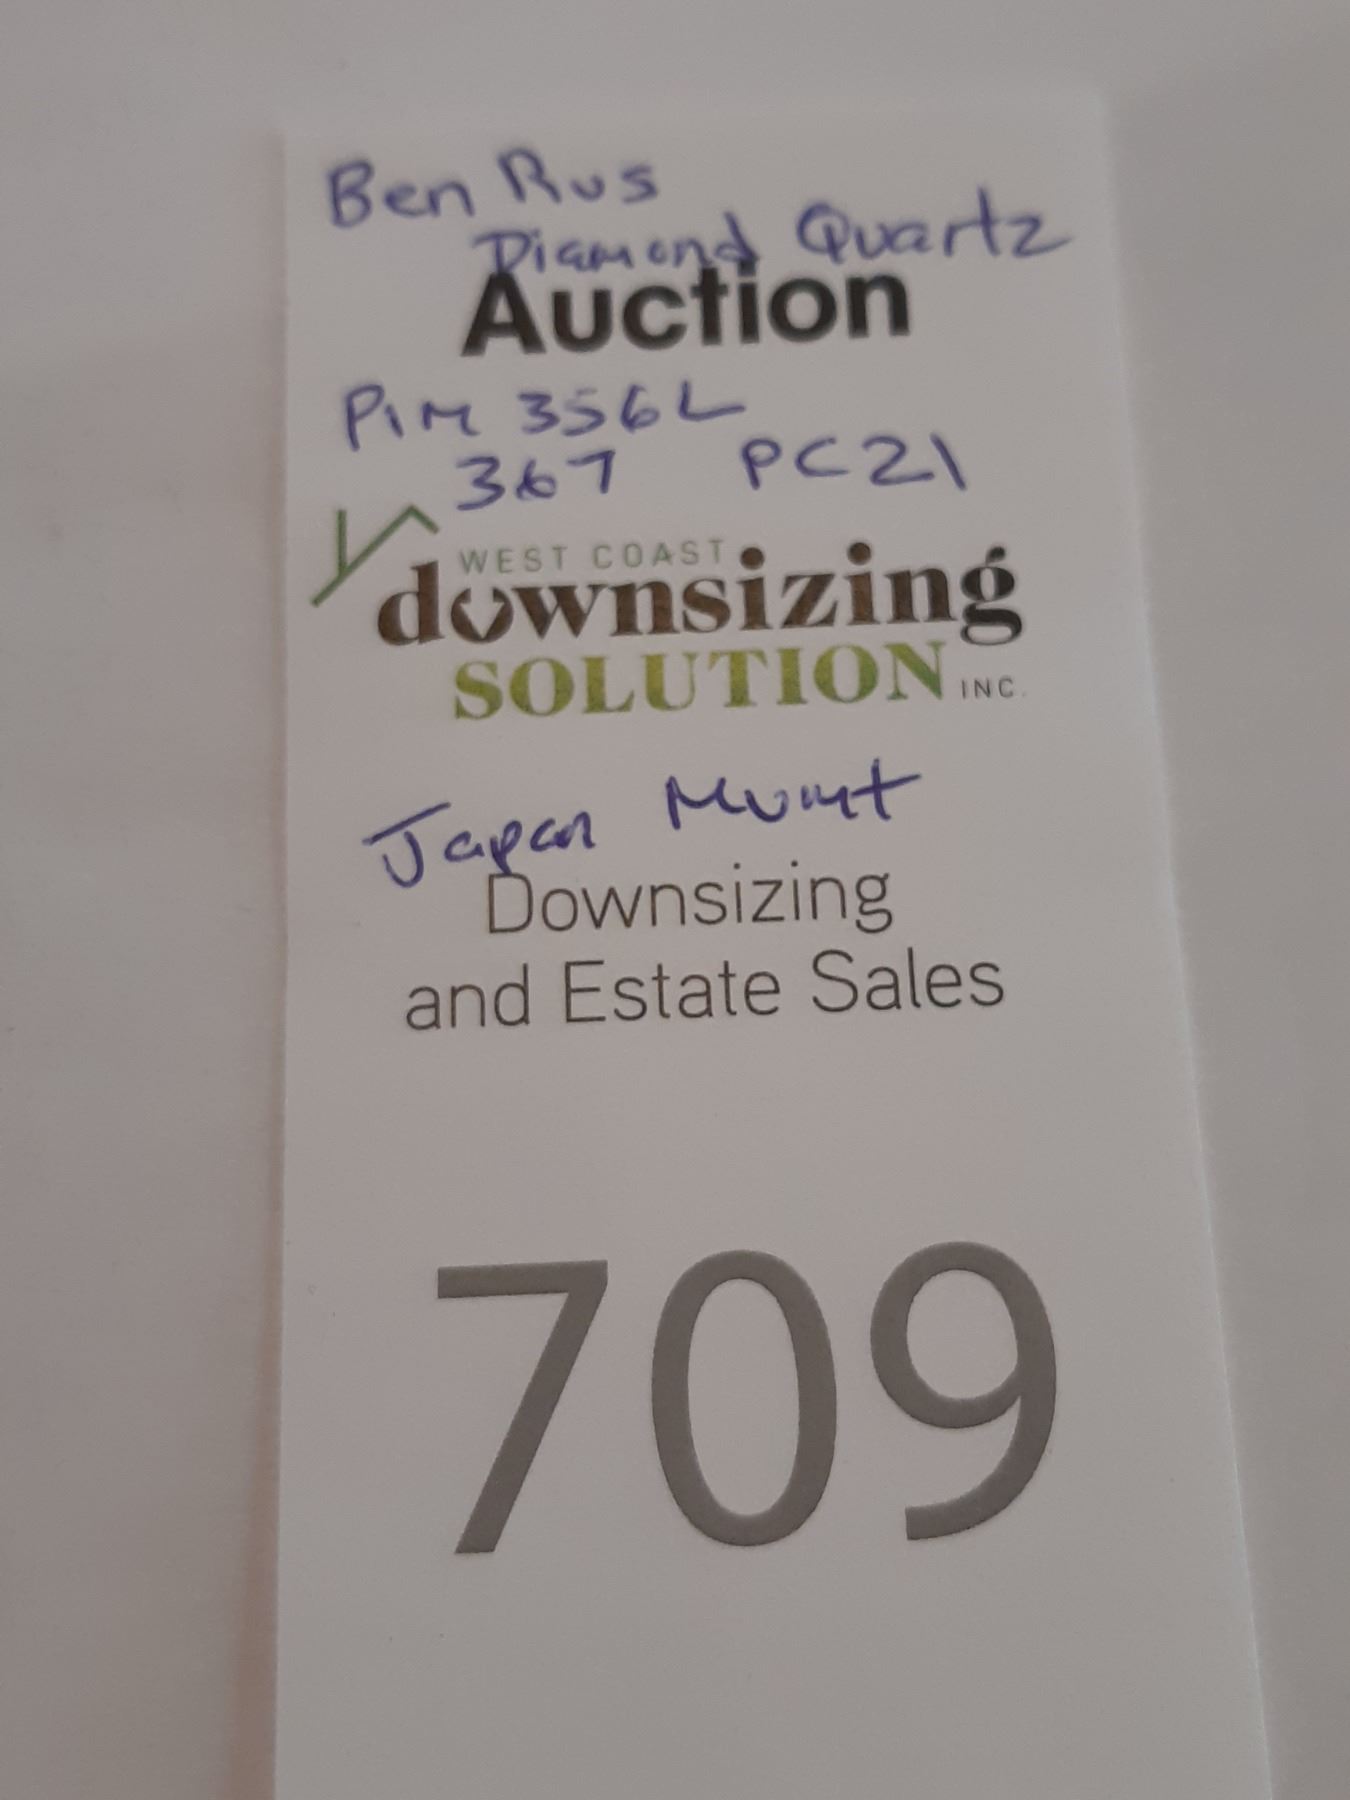 Ben Rus
Diamond Quartz
Auction
PIM 356L
367 PC21
WEST COAST
downsizing
SOLUTION INC.
Japan Mvmt
Downsizing
and Estate Sales
709